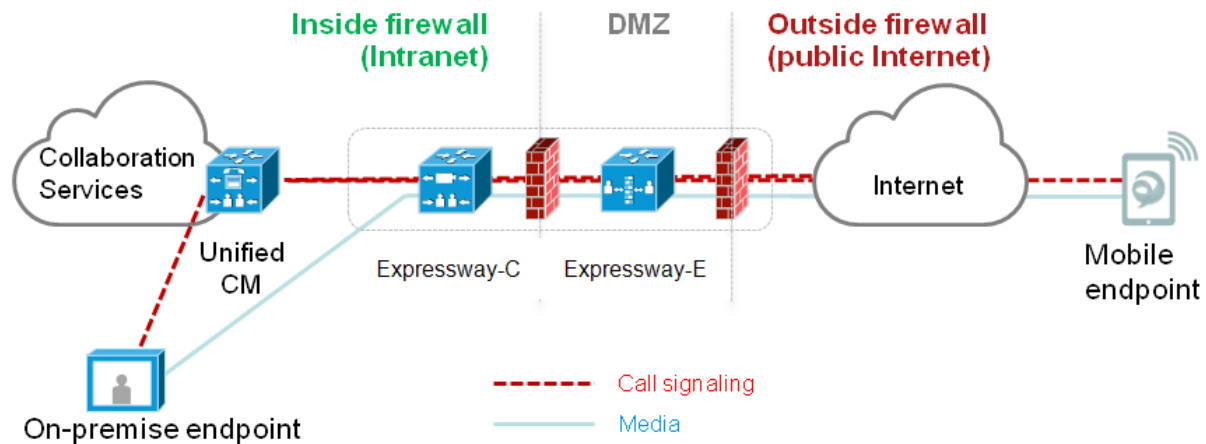 Inside firewall
(Intranet)
DMZ
Outside firewall
(public Internet)
Collaboration
Services
Internet
Unified
CM
Expressway-C
Expressway-E
Mobile
endpoint
On-premise endpoint
Call signaling
Media